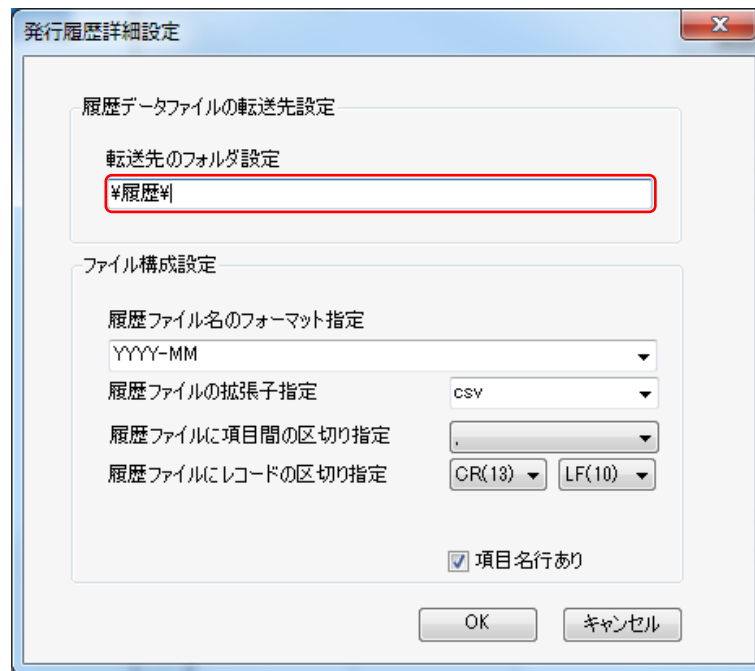 発行履歴詳細設定
履歴データファイルの転送先設定
転送先のフォルダ設定
¥履歴¥
ファイル構成設定
履歴ファイル名のフォーマット指定
YYYY-MM
履歴ファイルの拡張子指定 csv
履歴ファイルに項目間の区切り指定 ,
履歴ファイルにレコードの区切り指定 CR(13) LF(10)
項目名行あり
OK キャンセル